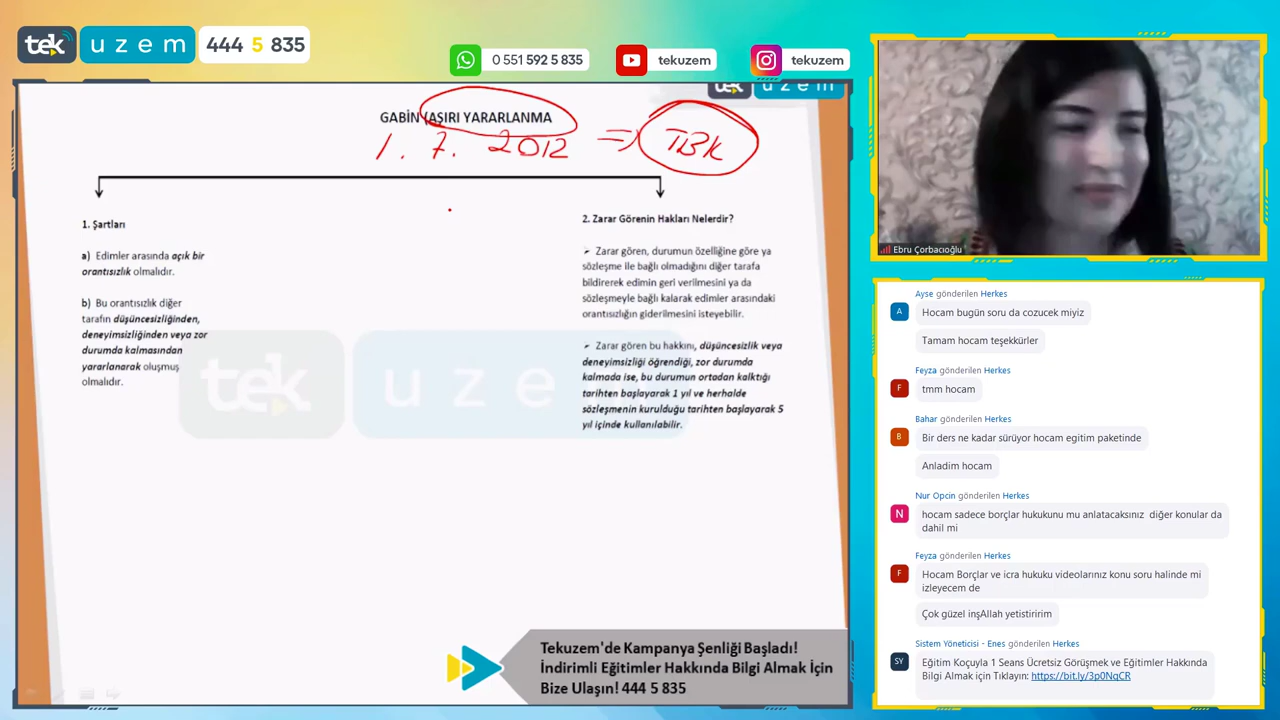 tek uzem 444 5 835
0 551 592 5 835
tekuzem
tekuzem
tek uzem
GABİN (AŞIRI YARARLANMA
1. 7. 2012 => TBK
1. Şartları
a) Edimler arasında açık bir
orantısızlık olmalıdır.
b) Bu orantısızlık diğer
tarafın düşüncesizliğinden,
deneyimsizliğinden veya zor
durumda kalmasından
yararlanarak oluşmuş
olmalıdır.
2. Zarar Görenin Hakları Nelerdir?
Zarar gören, durumun özelliğine göre ya
sözleşme ile bağlı olmadığını diğer tarafa
bildirerek edimin geri verilmesini ya da
sözleşmeyle bağlı kalarak edimler arasındaki
orantısızlığın giderilmesini isteyebilir.
Zarar gören bu hakkını, düşüncesizlik veya
deneyimsizliği öğrendiği, zor durumda
kalmada ise, bu durumun ortadan kalktığı
tarihten başlayarak 1 yıl ve herhalde
sözleşmenin kurulduğu tarihten başlayarak 5
yıl içinde kullanılabilir.
tek uze
Tekuzem'de Kampanya Şenliği Başladı!
İndirimli Eğitimler Hakkında Bilgi Almak İçin
Bize Ulaşın! 444 5 835
Ebru Çorbacıoğlu
Ayse gönderilen Herkes
A
Hocam bugün soru da cozucek miyiz
Tamam hocam teşekkürler
Feyza gönderilen Herkes
F
tmm hocam
Bahar gönderilen Herkes
B
Bir ders ne kadar sürüyor hocam egitim paketinde
Anladim hocam
Nur Opcin gönderilen Herkes
N
hocam sadece borçlar hukukunu mu anlatacaksınız diğer konular da
dahil mi
Feyza gönderilen Herkes
F
Hocam Borçlar ve icra hukuku videolarınız konu soru halinde mi
izleyecem de
Çok güzel inşAllah yetistiririm
Sistem Yöneticisi - Enes gönderilen Herkes
SY
Eğitim Koçuyla 1 Seans Ücretsiz Görüşmek ve Eğitimler Hakkında
Bilgi Almak için Tıklayın: https://bit.ly/3p0NqCR